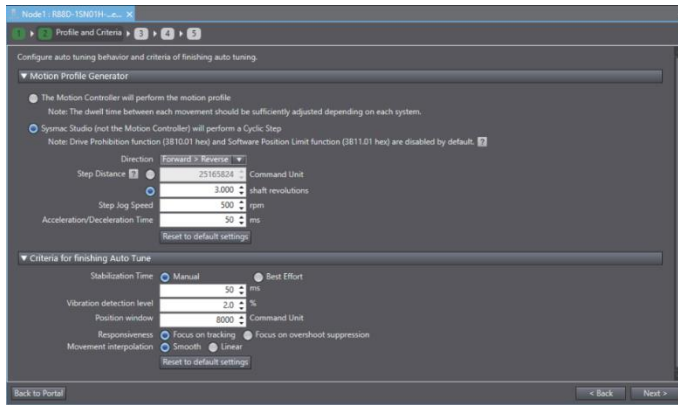 Node1 : R88D-1SN01H-...e...
1 2 Profile and Criteria 3 4 5
Configure auto tuning behavior and criteria of finishing auto tuning.
Motion Profile Generator
The Motion Controller will perform the motion profile
Note: The dwell time between each movement should be sufficiently adjusted depending on each system.
Sysmac Studio (not the Motion Controller) will perform a Cyclic Step
Note: Drive Prohibition function (3B10.01 hex) and Software Position Limit function (3B11.01 hex) are disabled by default. ?
Direction Forward > Reverse
Step Distance ? 25165824 Command Unit
3.000 shaft revolutions
Step Jog Speed 500 rpm
Acceleration/Deceleration Time 50 ms
Reset to default settings
Criteria for finishing Auto Tune
Stabilization Time Manual Best Effort
50 ms
Vibration detection level 2.0 %
Position window 8000 Command Unit
Responsiveness Focus on tracking Focus on overshoot suppression
Movement interpolation Smooth Linear
Reset to default settings
Back to Portal < Back Next >